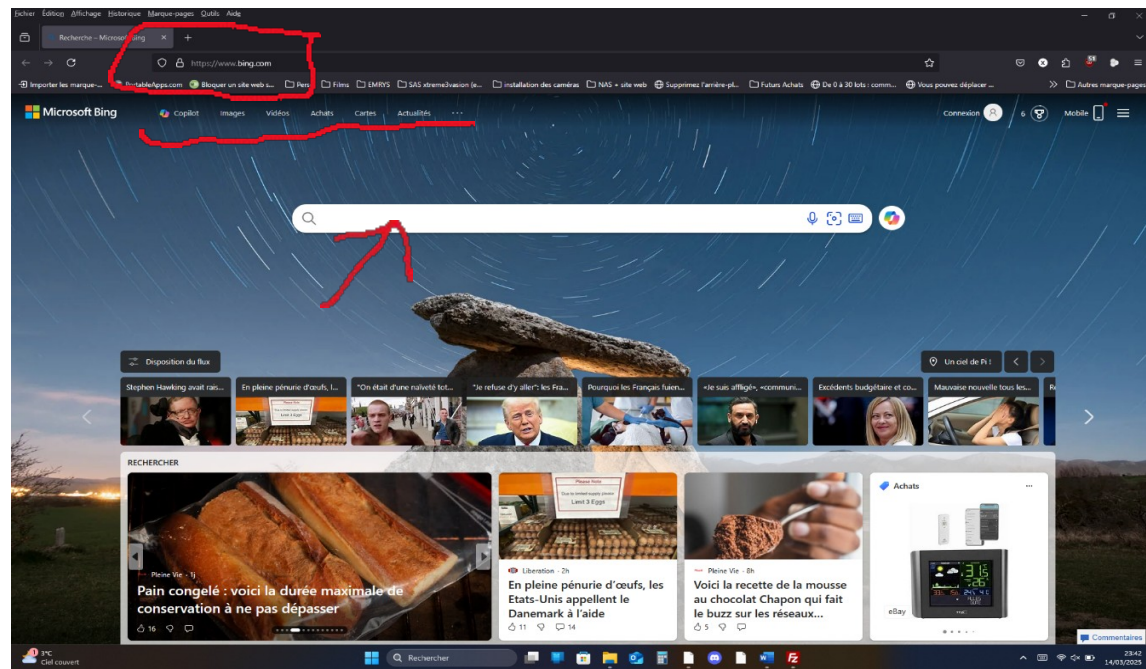 Fichier Édition Affichage Historique Marque-pages Outils Aide
Recherche – Microsoft Bing
https://www.bing.com
Importer les marque-... PortableApps.com Bloquer un site web s... Pers Films EMRYS SAS xtreme3vasion (e... installation des caméras NAS + site web Supprimez l'arrière-pl... Futurs Achats De 0 à 30 lots : comm... Vous pouvez déplacer ... Autres marque-pages
Microsoft Bing Copilot Images Vidéos Achats Cartes Actualités ... Connexion 6 Mobile
Disposition du flux Un ciel de Pi !
Stephen Hawking avait rais... En pleine pénurie d'œufs, l... "On était d'une naïveté tot... "Je refuse d'y aller": les Fra... Pourquoi les Français fuien... «Je suis affligé», «communi... Excédents budgétaire et co... Mauvaise nouvelle tous les...
RECHERCHER
Please Note
Limit 3 Eggs
Achats ...
Pleine Vie - 1j
Pain congelé : voici la durée maximale de
conservation à ne pas dépasser
16
Liberation - 2h
En pleine pénurie d'œufs, les
Etats-Unis appellent le
Danemark à l'aide
11 14
Pleine Vie - 8h
Voici la recette de la mousse
au chocolat Chapon qui fait
le buzz sur les réseaux...
5
eBay
Commentaires
3°C
Ciel couvert
Rechercher
23:42
14/03/2025